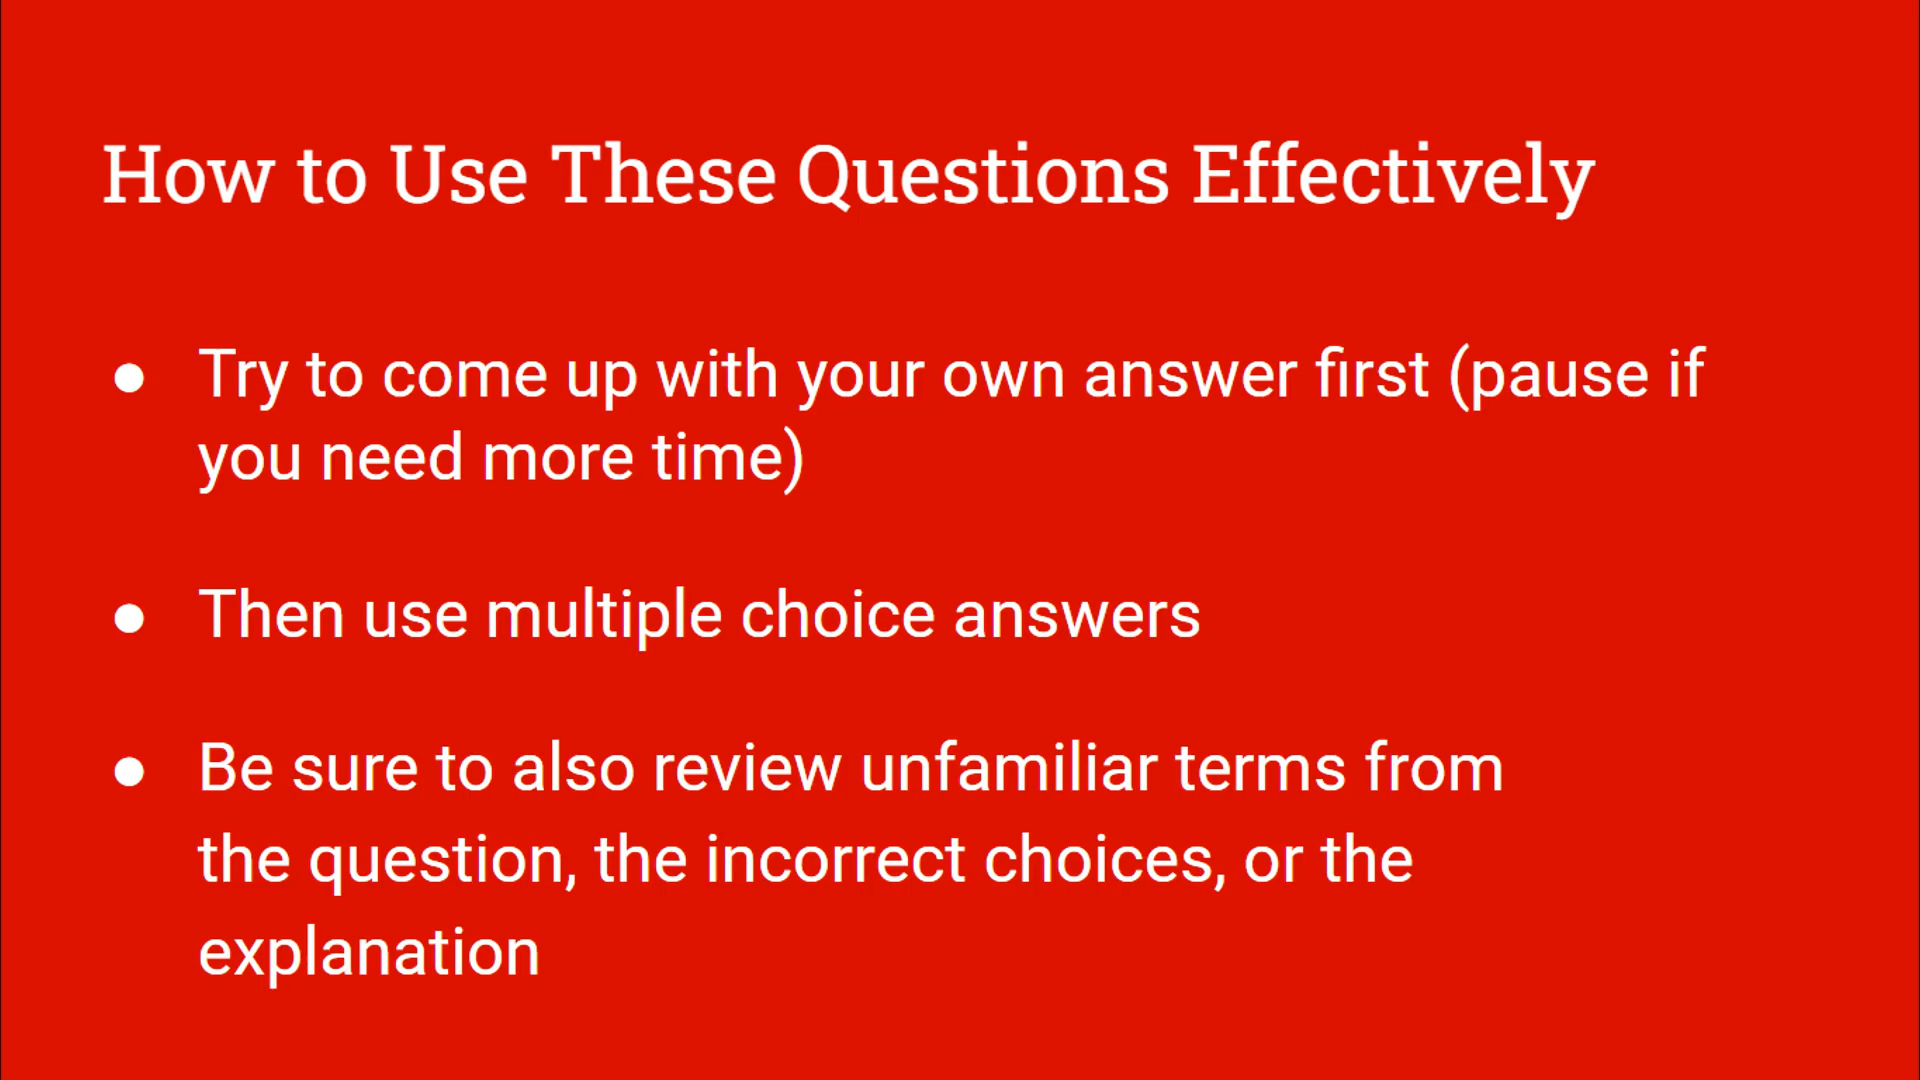 How to Use These Questions Effectively
● Try to come up with your own answer first (pause if
you need more time)
● Then use multiple choice answers
● Be sure to also review unfamiliar terms from
the question, the incorrect choices, or the
explanation